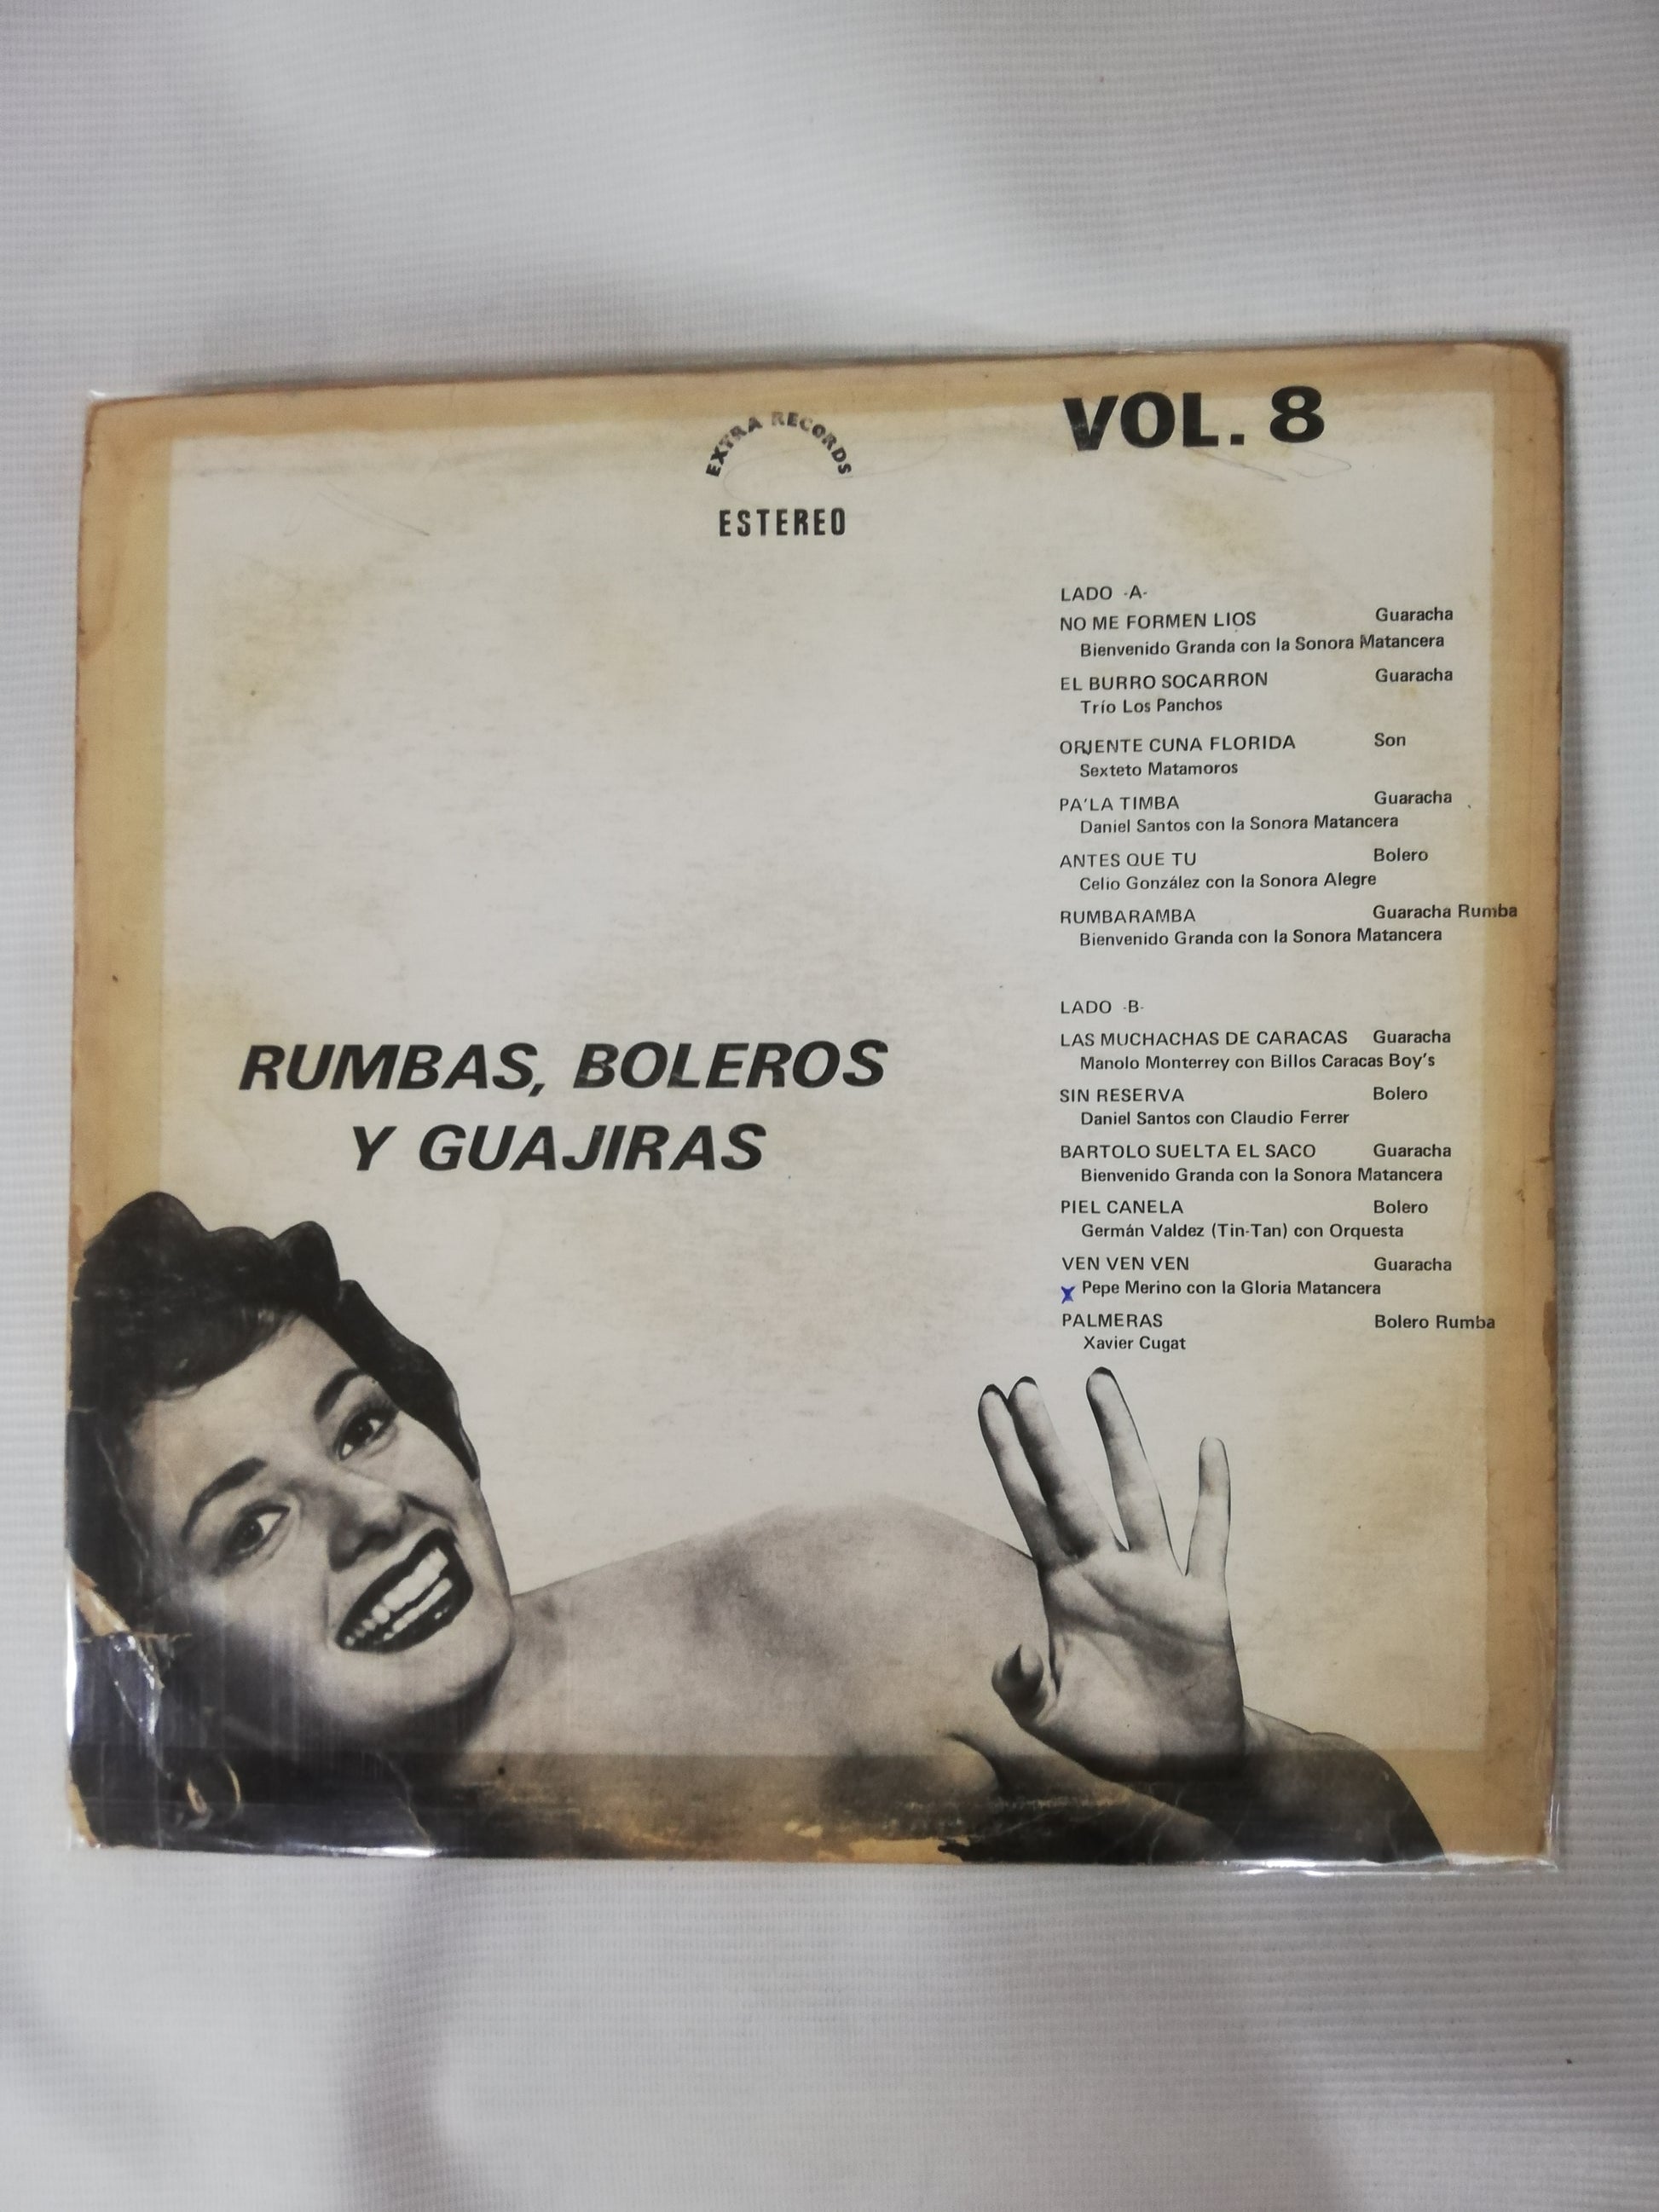 EXTRA RECORDS
ESTEREO
VOL. 8
LADO -A-
NO ME FORMEN LIOS Guaracha
Bienvenido Granda con la Sonora Matancera
EL BURRO SOCARRON Guaracha
Trío Los Panchos
ORIENTE CUNA FLORIDA Son
Sexteto Matamoros
PA'LA TIMBA Guaracha
Daniel Santos con la Sonora Matancera
ANTES QUE TU Bolero
Celio González con la Sonora Alegre
RUMBARAMBA Guaracha Rumba
Bienvenido Granda con la Sonora Matancera
LADO -B-
LAS MUCHACHAS DE CARACAS Guaracha
Manolo Monterrey con Billos Caracas Boy's
SIN RESERVA Bolero
Daniel Santos con Claudio Ferrer
BARTOLO SUELTA EL SACO Guaracha
Bienvenido Granda con la Sonora Matancera
PIEL CANELA Bolero
Germán Valdez (Tin-Tan) con Orquesta
VEN VEN VEN Guaracha
x Pepe Merino con la Gloria Matancera
PALMERAS Bolero Rumba
Xavier Cugat
RUMBAS, BOLEROS
Y GUAJIRAS